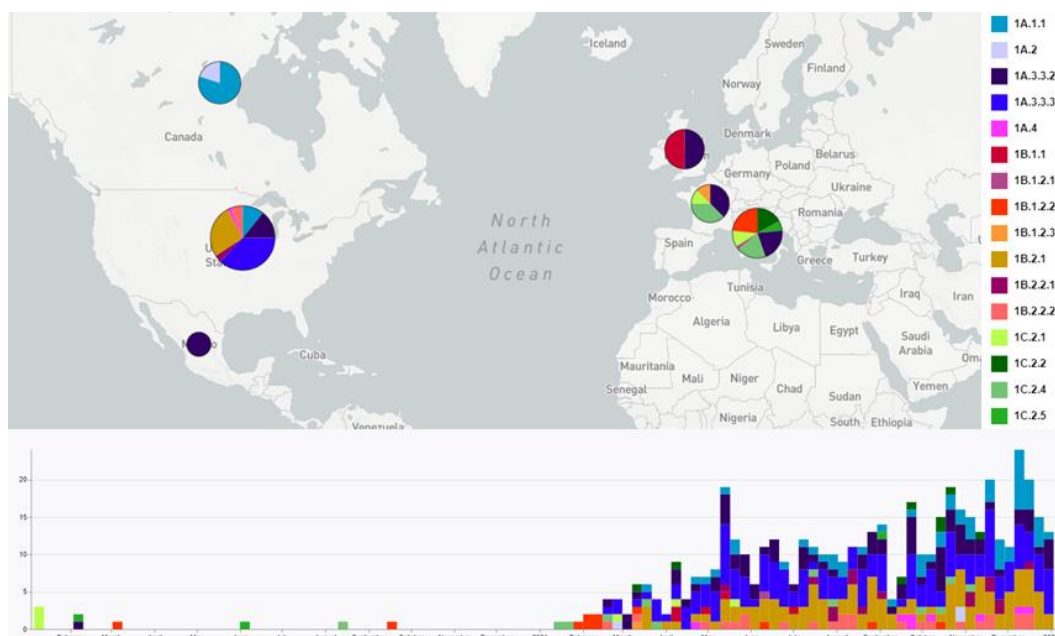 Iceland
Sweden
Finland
Norway
Canada
Denmark
Belarus
Poland
Germany
Ukraine
Romania
North
Atlantic
Ocean
Spain
Greece
Turkey
Tunisia
Iraq
Iran
Morocco
Algeria
Libya
Egypt
Saudi
Arabia
Cuba
Mauritania
Mali
Niger
Chad
Sudan
Yemen
Senegal
Nigeria
South
Ethiopia
Venezuela
1A.1.1
1A.2
1A.3.3.2
1A.3.3.3
1A.4
1B.1.1
1B.1.2.1
1B.1.2.2
1B.1.2.3
1B.2.1
1B.2.2.1
1B.2.2.2
1C.2.1
1C.2.2
1C.2.4
1C.2.5
20
15
10
5
0